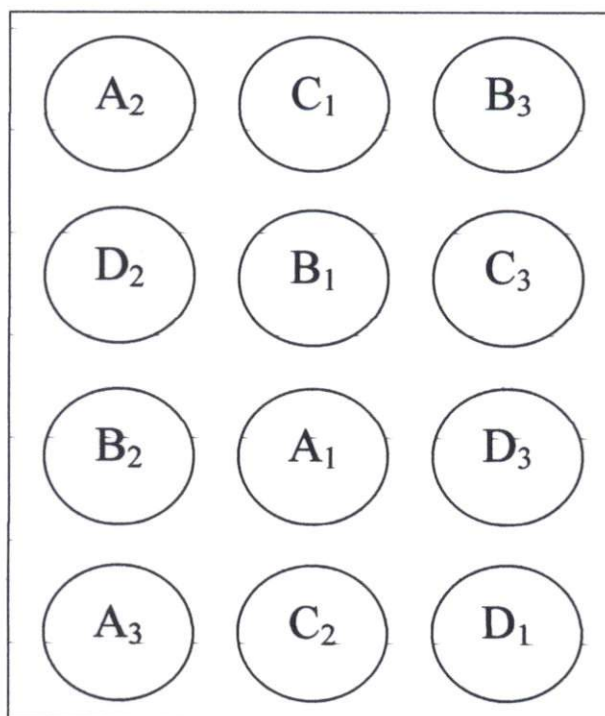 A₂ C₁ B₃
D₂ B₁ C₃
B₂ A₁ D₃
A₃ C₂ D₁